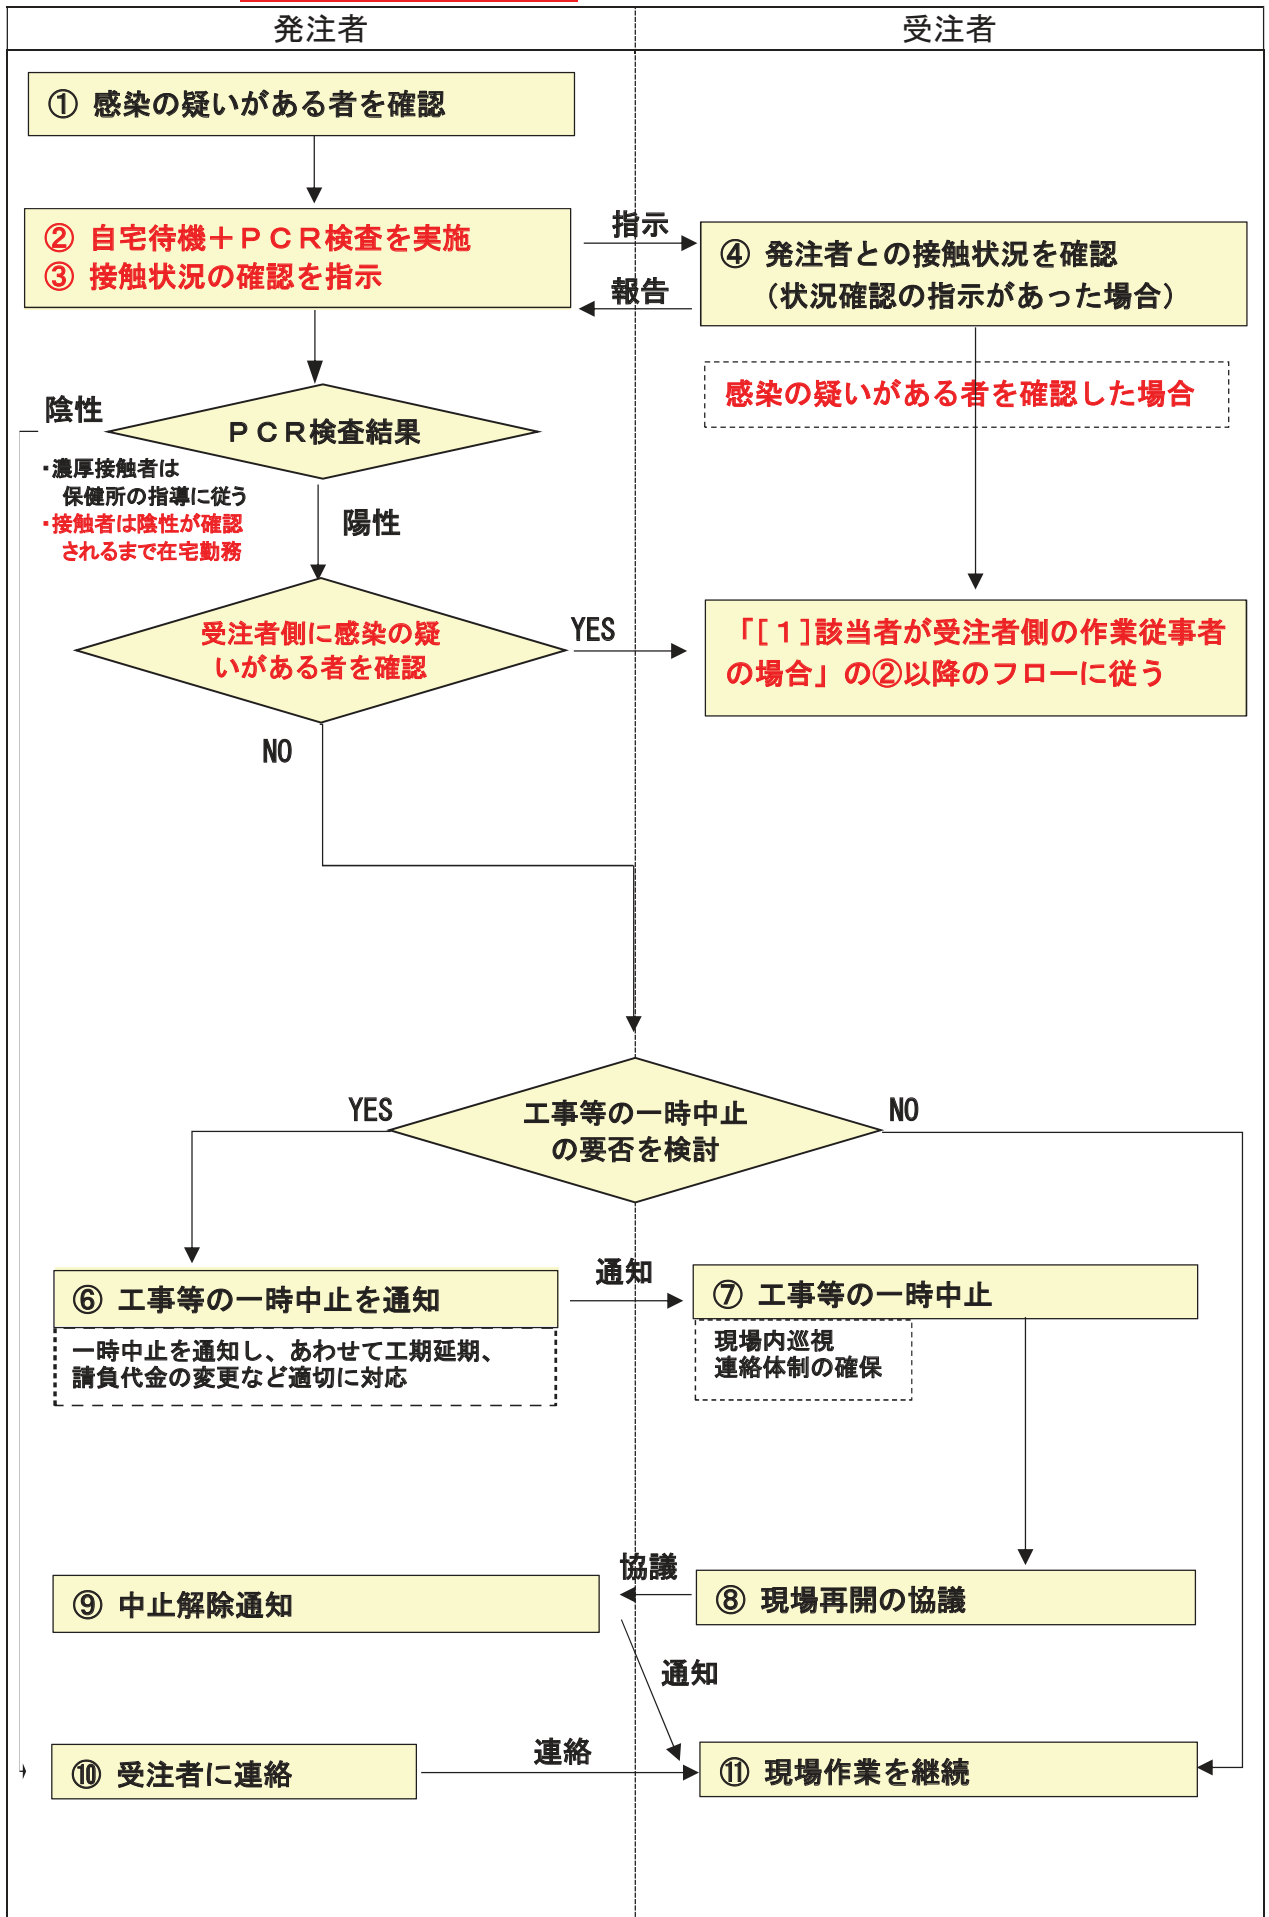 発注者
受注者
① 感染の疑いがある者を確認
② 自宅待機＋ＰＣＲ検査を実施
③ 接触状況の確認を指示
指示
報告
④ 発注者との接触状況を確認
（状況確認の指示があった場合）
感染の疑いがある者を確認した場合
陰性
ＰＣＲ検査結果
・濃厚接触者は
保健所の指導に従う
・接触者は陰性が確認
されるまで在宅勤務
陽性
受注者側に感染の疑
いがある者を確認
YES
「[１]該当者が受注者側の作業従事者
の場合」の②以降のフローに従う
NO
YES
工事等の一時中止
の要否を検討
NO
⑥ 工事等の一時中止を通知
一時中止を通知し、あわせて工期延期、
請負代金の変更など適切に対応
通知
⑦ 工事等の一時中止
現場内巡視
連絡体制の確保
協議
⑨ 中止解除通知
⑧ 現場再開の協議
通知
⑩ 受注者に連絡
連絡
⑪ 現場作業を継続